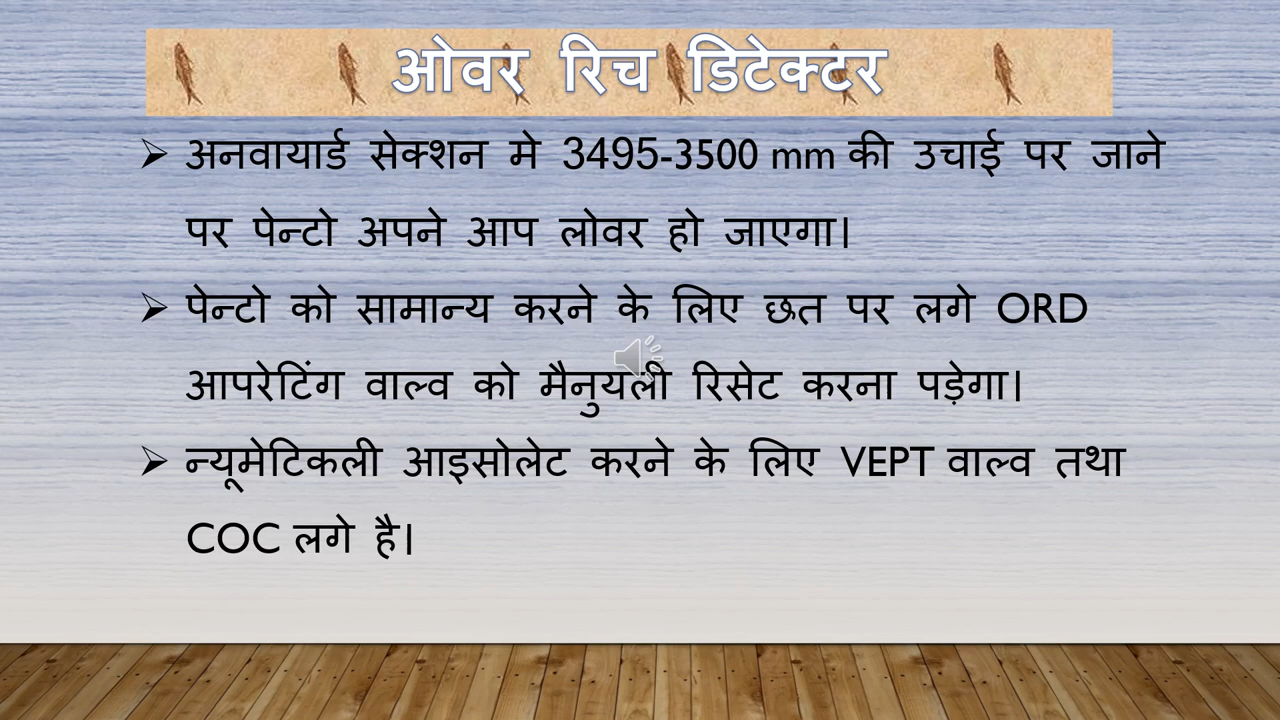 ओवर रिच डिटेक्टर
➢ अनवायार्ड सेक्शन मे 3495-3500 mm की उचाई पर जाने
पर पेन्टो अपने आप लोवर हो जाएगा।
➢ पेन्टो को सामान्य करने के लिए छत पर लगे ORD
आपरेटिंग वाल्व को मैनुयली रिसेट करना पड़ेगा।
➢ न्यूमेटिकली आइसोलेट करने के लिए VEPT वाल्व तथा
COC लगे है।